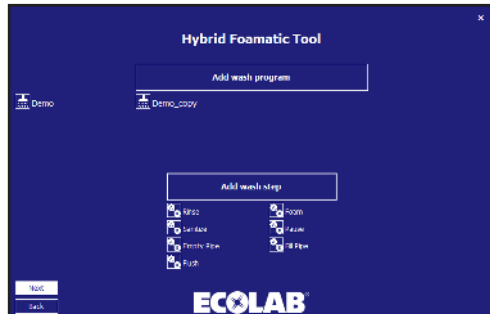 ×
Hybrid Foamatic Tool
Add wash program
Demo
Demo_copy
Add wash step
Rinse
Foam
Sanitize
Pause
Empty Pipe
Fill Pipe
Flush
Next
Back
ECOLAB®